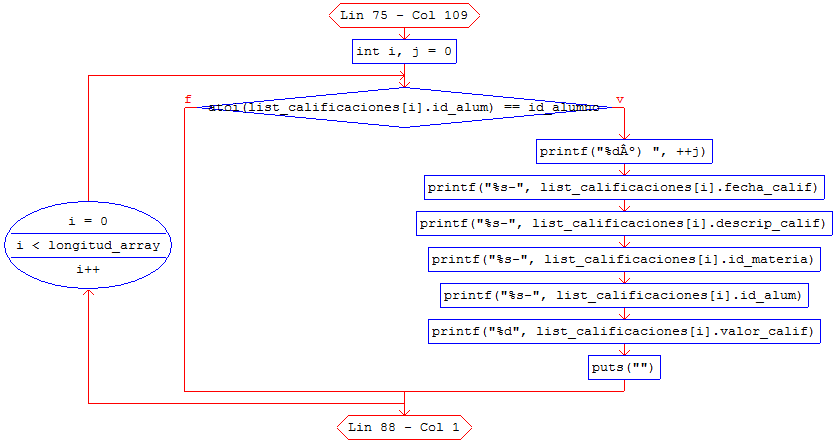 Lin 75 - Col 109
int i, j = 0
f
atoi(list_calificaciones[i].id_alum) == id_alumno
v
printf("%dÂº) ", ++j)
printf("%s-", list_calificaciones[i].fecha_calif)
printf("%s-", list_calificaciones[i].descrip_calif)
i = 0
i < longitud_array
i++
printf("%s-", list_calificaciones[i].id_materia)
printf("%s-", list_calificaciones[i].id_alum)
printf("%d", list_calificaciones[i].valor_calif)
puts("")
Lin 88 - Col 1